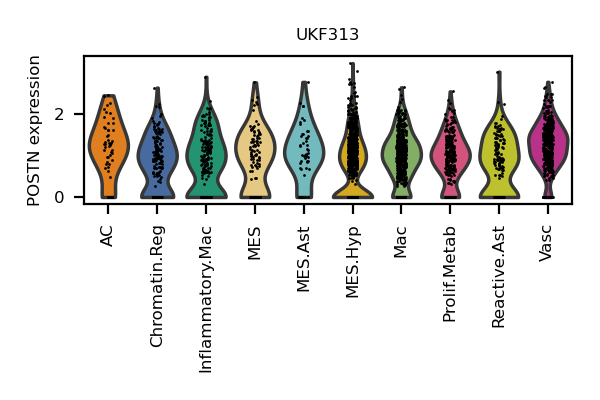 UKF313
POSTN expression
2
0
AC
Chromatin.Reg
Inflammatory.Mac
MES
MES.Ast
MES.Hyp
Mac
Prolif.Metab
Reactive.Ast
Vasc